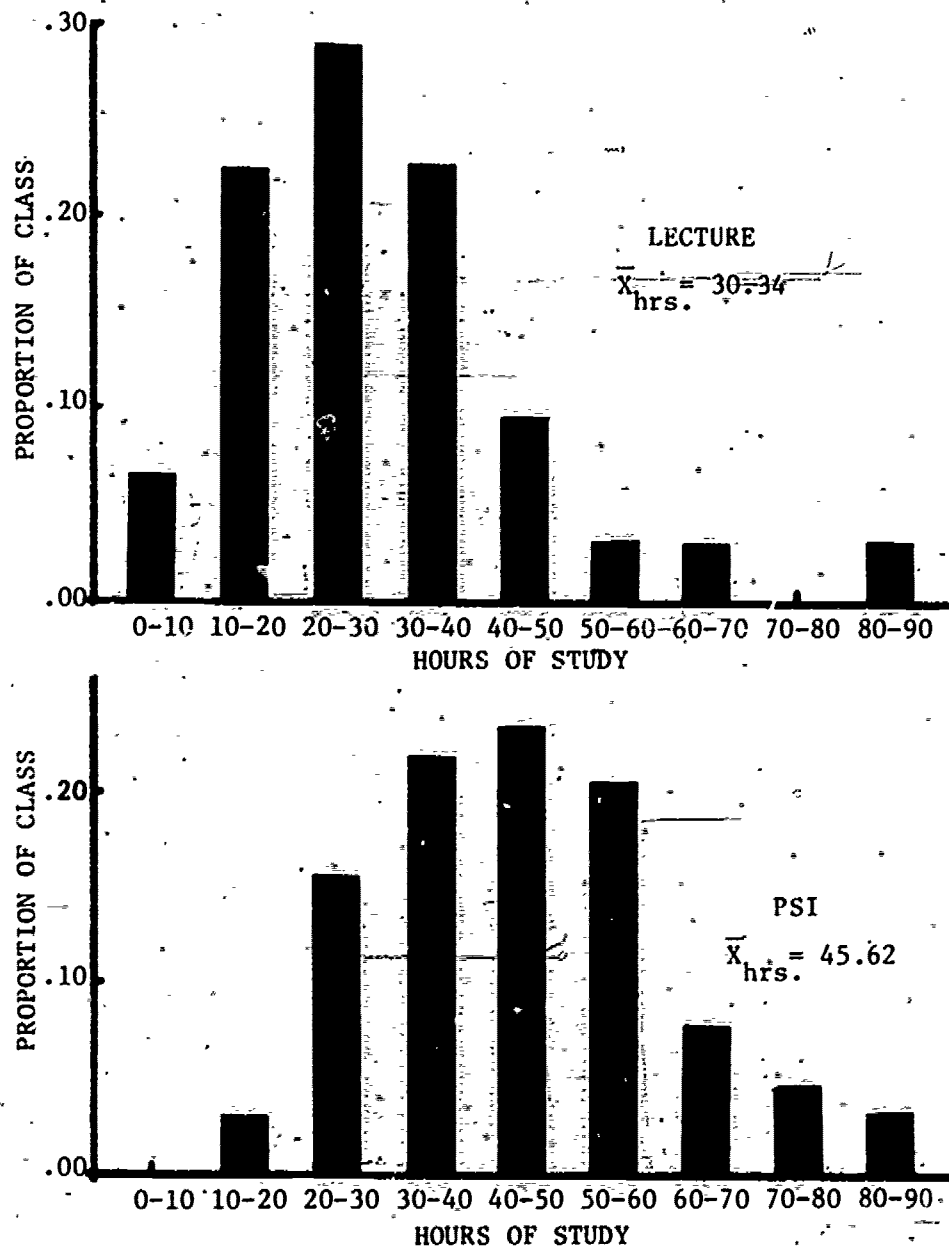 .30
.20
.10
.00
PROPORTION OF CLASS
LECTURE
X̄hrs. = 30.34
0-10 10-20 20-30 30-40 40-50 50-60 60-70 70-80 80-90
HOURS OF STUDY
.20
.10
.00
PROPORTION OF CLASS
PSI
X̄hrs. = 45.62
0-10 10-20 20-30 30-40 40-50 50-60 60-70 70-80 80-90
HOURS OF STUDY